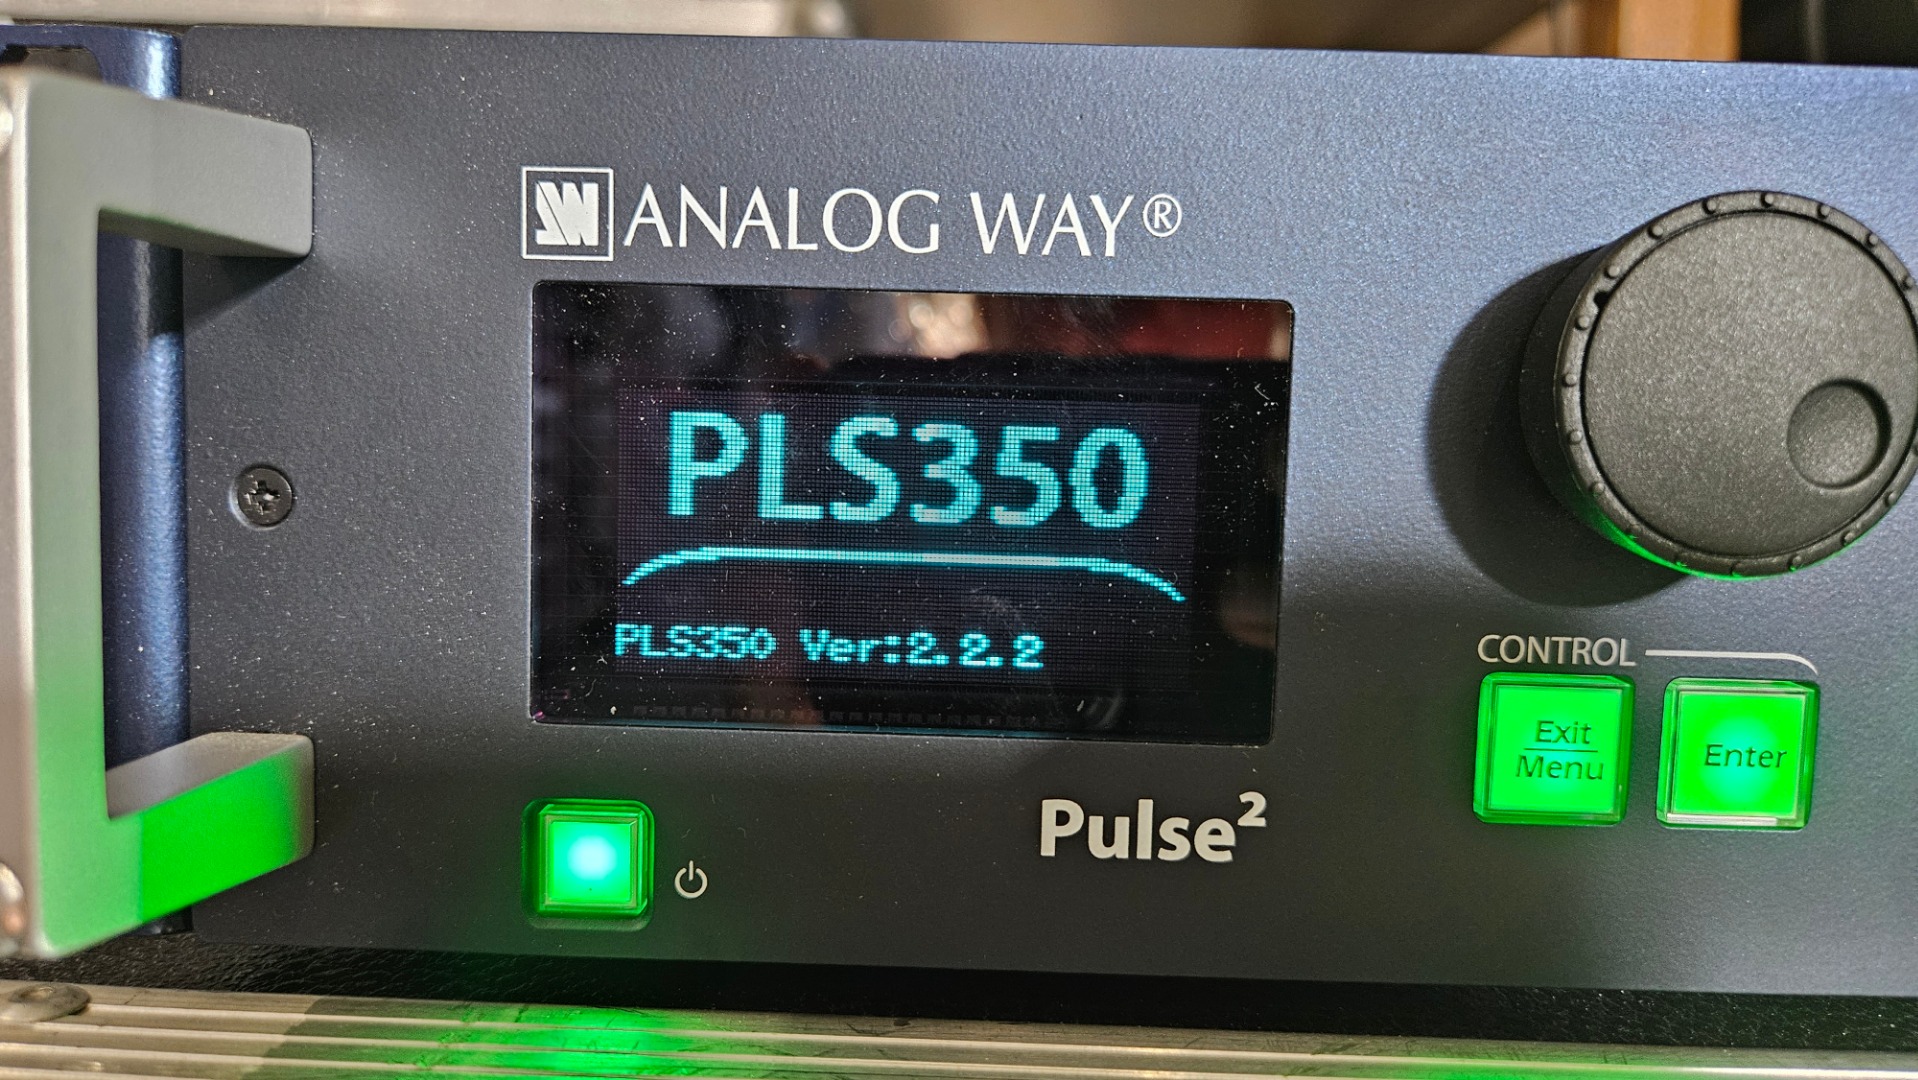 ANALOG WAY®
PLS350
PLS350 Ver:2.2.2
Pulse²
CONTROL
Exit
Menu
Enter